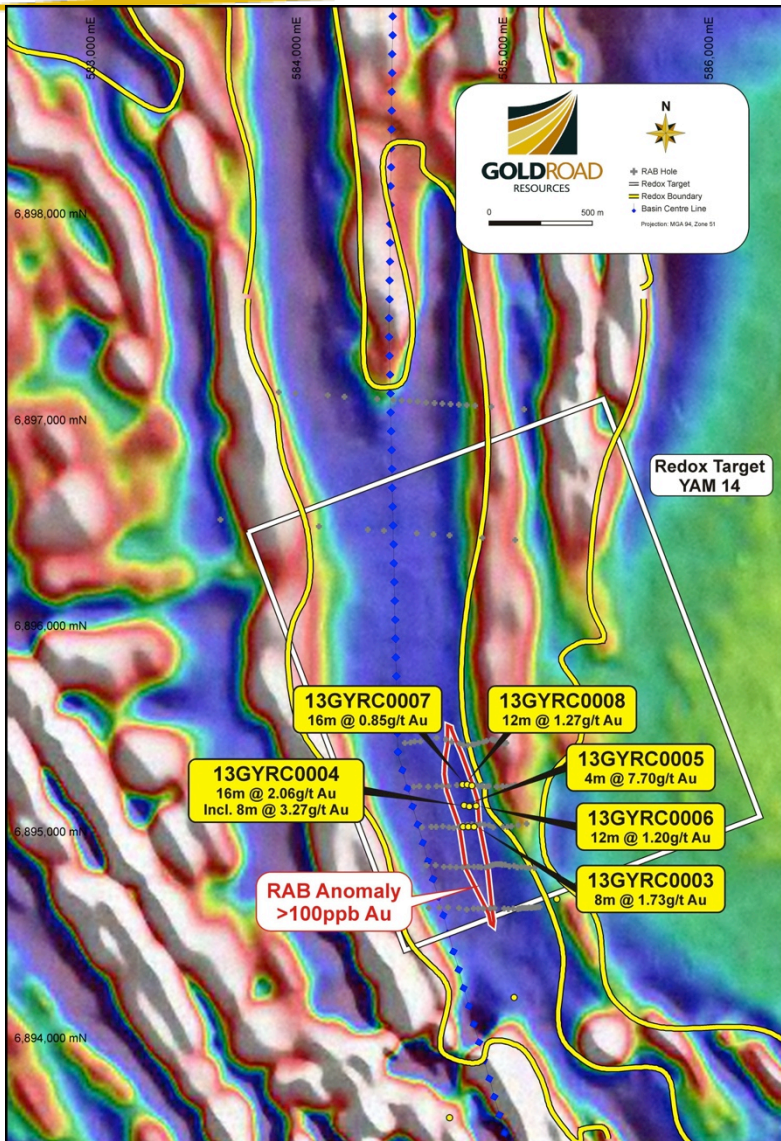 583,000 mE
584,000 mE
585,000 mE
586,000 mE
GOLDROAD
RESOURCES
N
RAB Hole
Redox Target
Redox Boundary
Basin Centre Line
0 500 m
Projection: MGA 94, Zone 51
6,898,000 mN
6,897,000 mN
Redox Target
YAM 14
6,896,000 mN
13GYRC0007
16m @ 0.85g/t Au
13GYRC0008
12m @ 1.27g/t Au
13GYRC0004
16m @ 2.06g/t Au
Incl. 8m @ 3.27g/t Au
13GYRC0005
4m @ 7.70g/t Au
6,895,000 mN
13GYRC0006
12m @ 1.20g/t Au
RAB Anomaly
>100ppb Au
13GYRC0003
8m @ 1.73g/t Au
6,894,000 mN